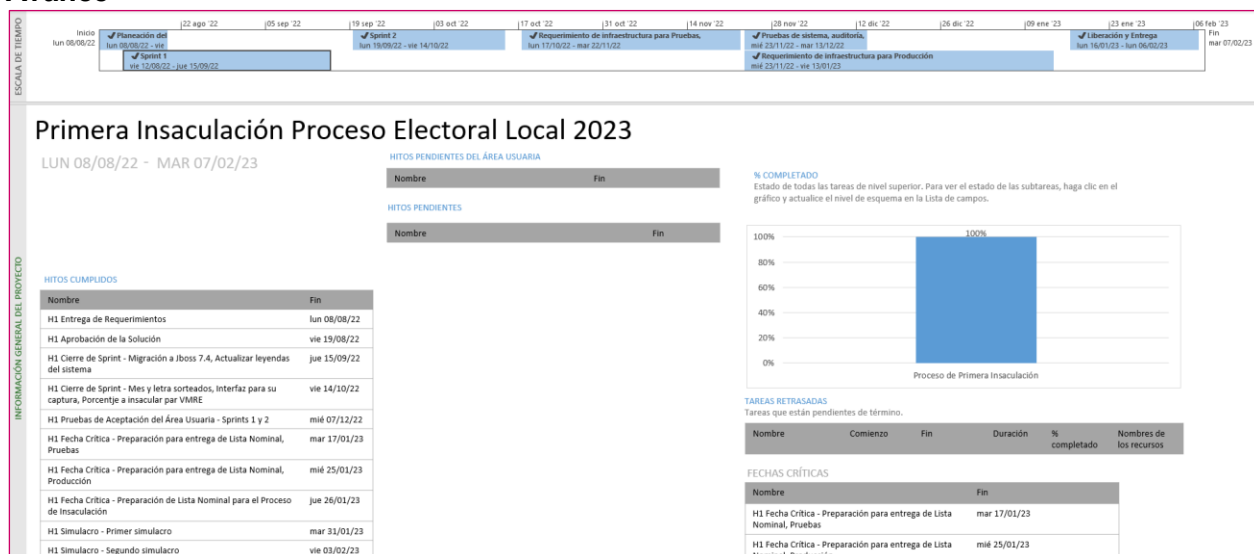 Avance
ESCALA DE TIEMPO
Inicio
lun 08/08/22
22 ago '22
05 sep '22
19 sep '22
03 oct '22
17 oct '22
31 oct '22
14 nov '22
28 nov '22
12 dic '22
26 dic '22
09 ene '23
23 ene '23
06 feb '23
Planeación del
lun 08/08/22 - vie
Sprint 2
lun 19/09/22 - vie 14/10/22
Requerimiento de infraestructura para Pruebas,
lun 17/10/22 - mar 22/11/22
Pruebas de sistema, auditoría,
mié 23/11/22 - mar 13/12/22
Liberación y Entrega
lun 16/01/23 - lun 06/02/23
Fin
mar 07/02/23
Sprint 1
vie 12/08/22 - jue 15/09/22
Requerimiento de infraestructura para Producción
mié 23/11/22 - vie 13/01/23
INFORMACIÓN GENERAL DEL PROYECTO
Primera Insaculación Proceso Electoral Local 2023
LUN 08/08/22 - MAR 07/02/23
HITOS CUMPLIDOS
Nombre Fin
H1 Entrega de Requerimientos lun 08/08/22
H1 Aprobación de la Solución vie 19/08/22
H1 Cierre de Sprint - Migración a Jboss 7.4, Actualizar leyendas jue 15/09/22
del sistema
H1 Cierre de Sprint - Mes y letra sorteados, Interfaz para su vie 14/10/22
captura, Porcentje a insacular par VMRE
H1 Pruebas de Aceptación del Área Usuaria - Sprints 1 y 2 mié 07/12/22
H1 Fecha Crítica - Preparación para entrega de Lista Nominal, mar 17/01/23
Pruebas
H1 Fecha Crítica - Preparación para entrega de Lista Nominal, mié 25/01/23
Producción
H1 Fecha Crítica - Preparación de Lista Nominal para el Proceso jue 26/01/23
de Insaculación
H1 Simulacro - Primer simulacro mar 31/01/23
H1 Simulacro - Segundo simulacro vie 03/02/23
HITOS PENDIENTES DEL ÁREA USUARIA
Nombre Fin
HITOS PENDIENTES
Nombre Fin
% COMPLETADO
Estado de todas las tareas de nivel superior. Para ver el estado de las subtareas, haga clic en el
gráfico y actualice el nivel de esquema en la Lista de campos.
100%
100%
80%
60%
40%
20%
0%
Proceso de Primera Insaculación
TAREAS RETRASADAS
Tareas que están pendientes de término.
Nombre Comienzo Fin Duración % completado Nombres de los recursos
FECHAS CRÍTICAS
Nombre Fin
H1 Fecha Crítica - Preparación para entrega de Lista mar 17/01/23
Nominal, Pruebas
H1 Fecha Crítica - Preparación para entrega de Lista mié 25/01/23
Nominal, Producción